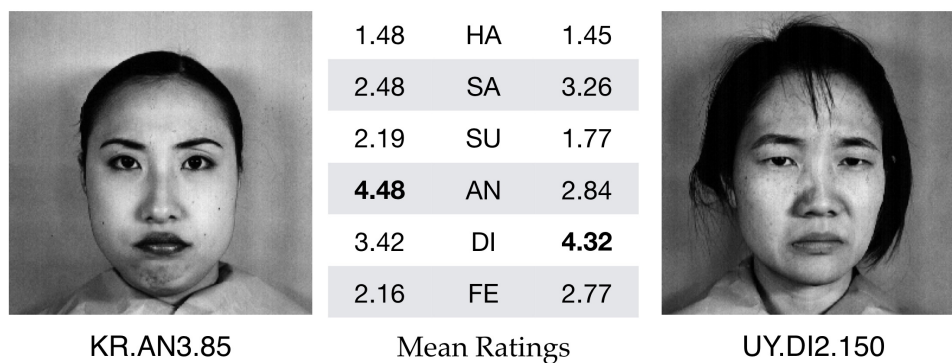 1.48 HA 1.45
2.48 SA 3.26
2.19 SU 1.77
4.48 AN 2.84
3.42 DI 4.32
2.16 FE 2.77
KR.AN3.85 Mean Ratings UY.DI2.150